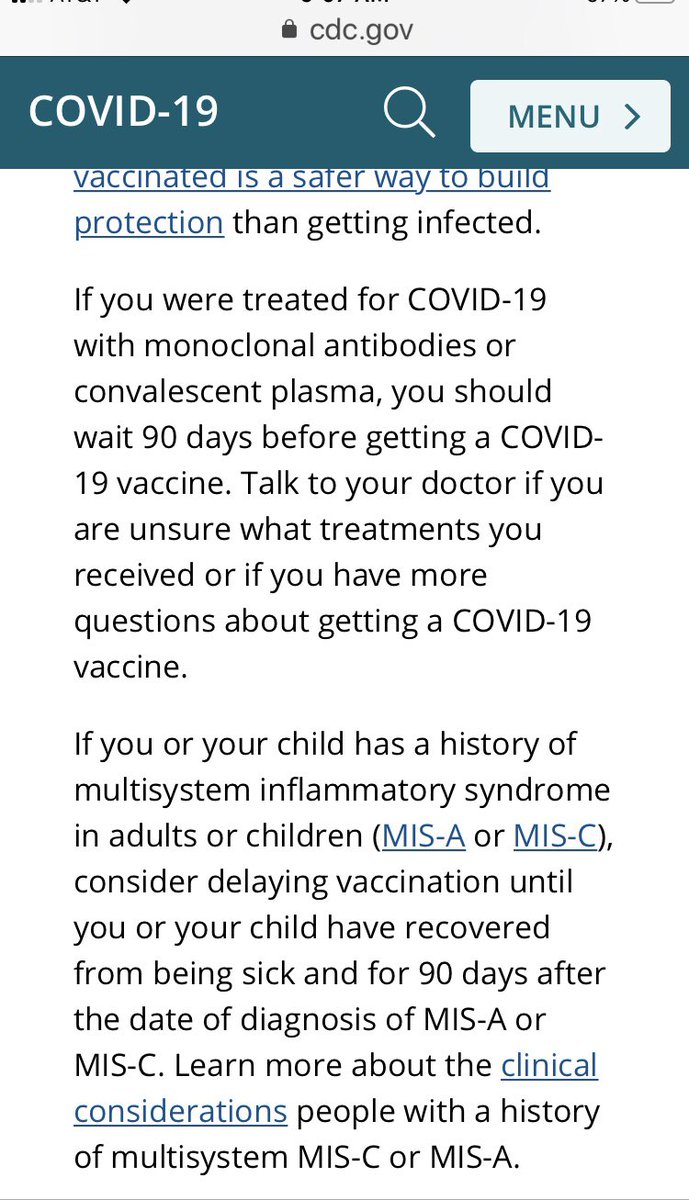 cdc.gov
COVID-19
MENU
vaccinated is a safer way to build
protection than getting infected.
If you were treated for COVID-19
with monoclonal antibodies or
convalescent plasma, you should
wait 90 days before getting a COVID-
19 vaccine. Talk to your doctor if you
are unsure what treatments you
received or if you have more
questions about getting a COVID-19
vaccine.
If you or your child has a history of
multisystem inflammatory syndrome
in adults or children (MIS-A or MIS-C),
consider delaying vaccination until
you or your child have recovered
from being sick and for 90 days after
the date of diagnosis of MIS-A or
MIS-C. Learn more about the clinical
considerations people with a history
of multisystem MIS-C or MIS-A.